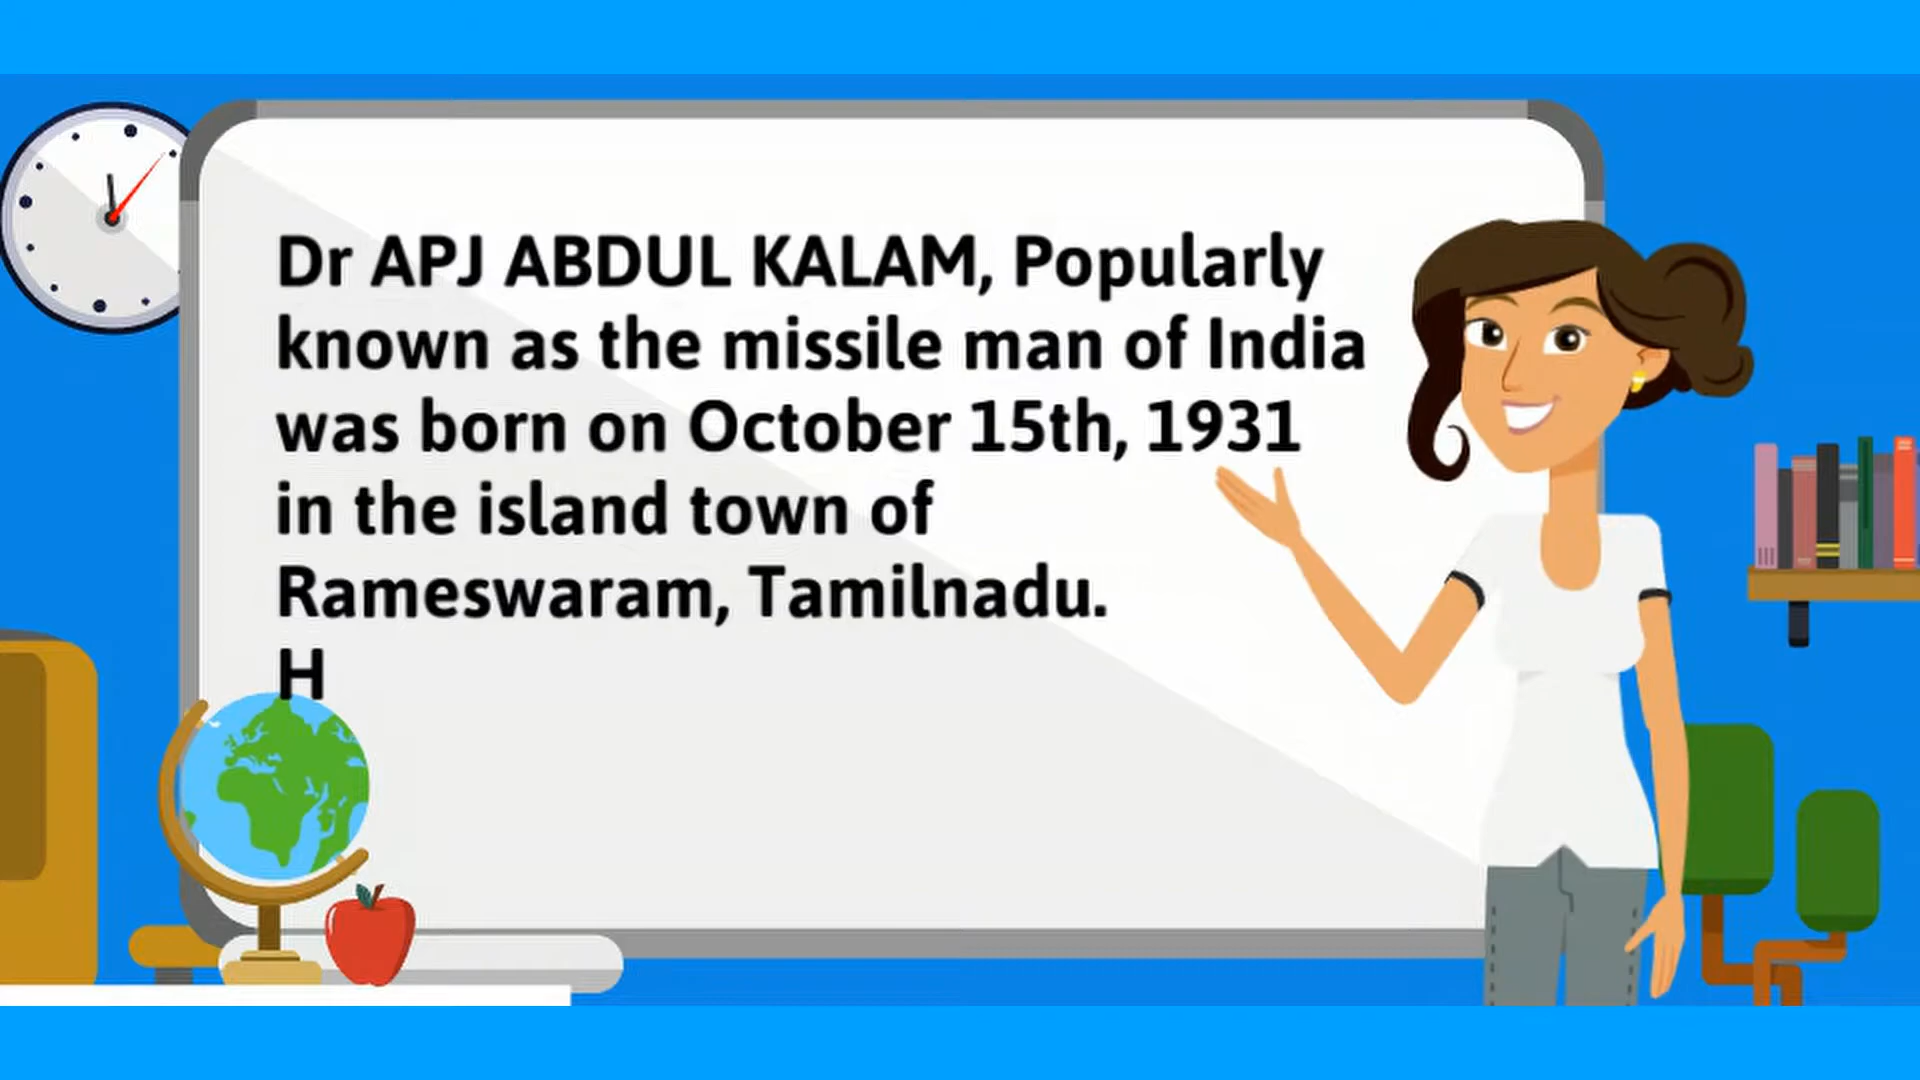 Dr APJ ABDUL KALAM, Popularly
known as the missile man of India
was born on October 15th, 1931
in the island town of
Rameswaram, Tamilnadu.
H